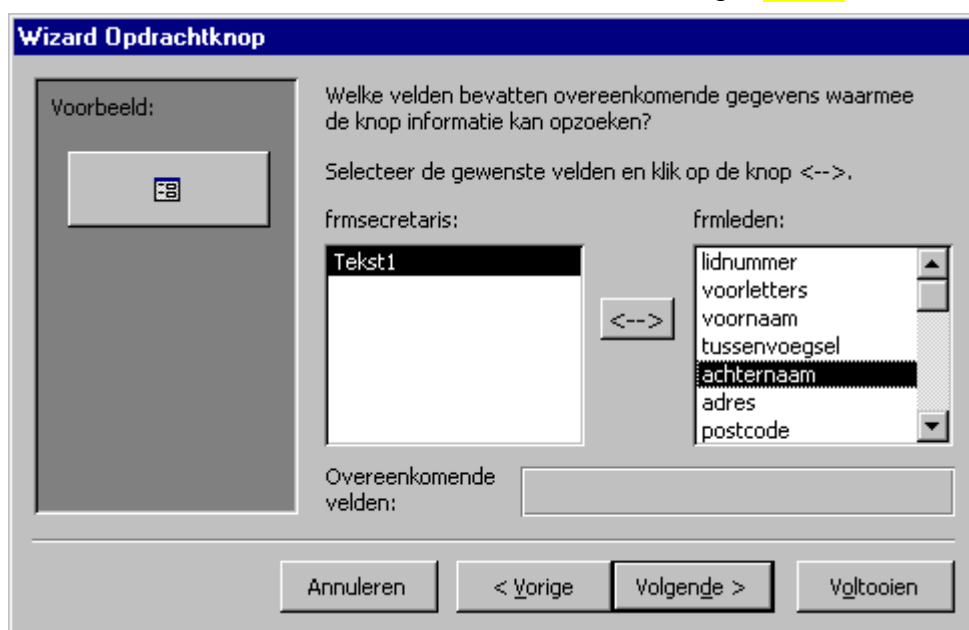 Wizard Opdrachtknop
Voorbeeld:
Welke velden bevatten overeenkomende gegevens waarmee
de knop informatie kan opzoeken?
Selecteer de gewenste velden en klik op de knop <-->.
frmsecretaris:
frmleden:
Tekst1
<-->
lidnummer
voorletters
voornaam
tussenvoegsel
achternaam
adres
postcode
Overeenkomende
velden:
Annuleren
< Vorige
Volgende >
Voltooien